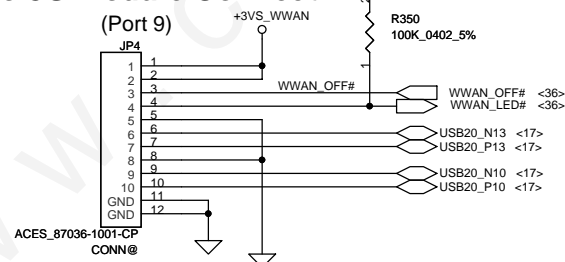 (Port 9)
+3VS_WWAN
R350
100K_0402_5%
JP4
1 1
2 2
3 3 WWAN_OFF# WWAN_OFF# <36>
4 4 WWAN_LED# <36>
5 5
6 6 USB20_N13 <17>
7 7 USB20_P13 <17>
8 8
9 9 USB20_N10 <17>
10 10 USB20_P10 <17>
GND 11
GND 12
1
ACES_87036-1001-CP
CONN@